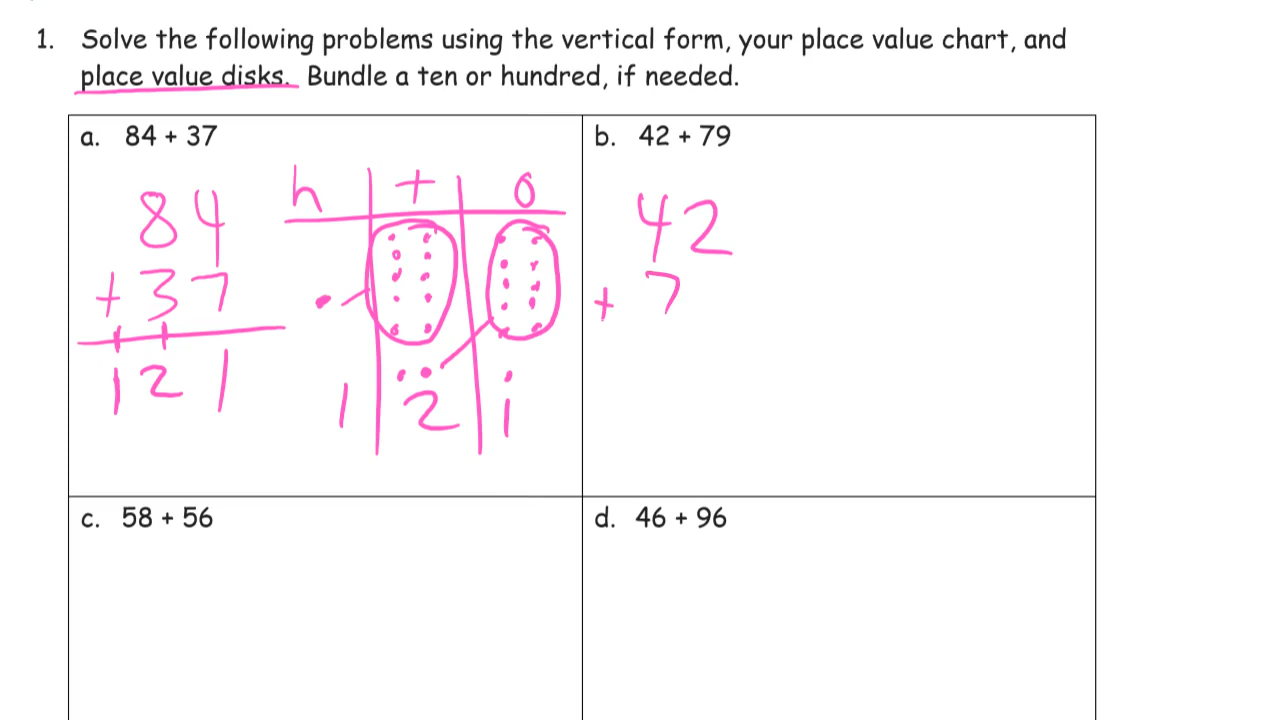 1. Solve the following problems using the vertical form, your place value chart, and
place value disks. Bundle a ten or hundred, if needed.
a. 84 + 37
84
+ 37
121
h t o
1 2 1
b. 42 + 79
42
+ 7
c. 58 + 56
d. 46 + 96